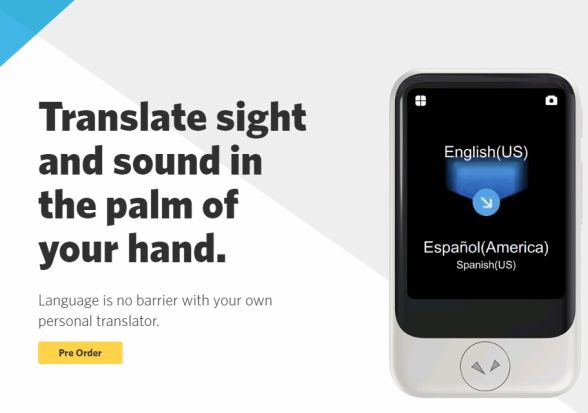 Translate sight
and sound in
the palm of
your hand.
Language is no barrier with your own
personal translator.
Pre Order
English(US)
Español(America)
Spanish(US)